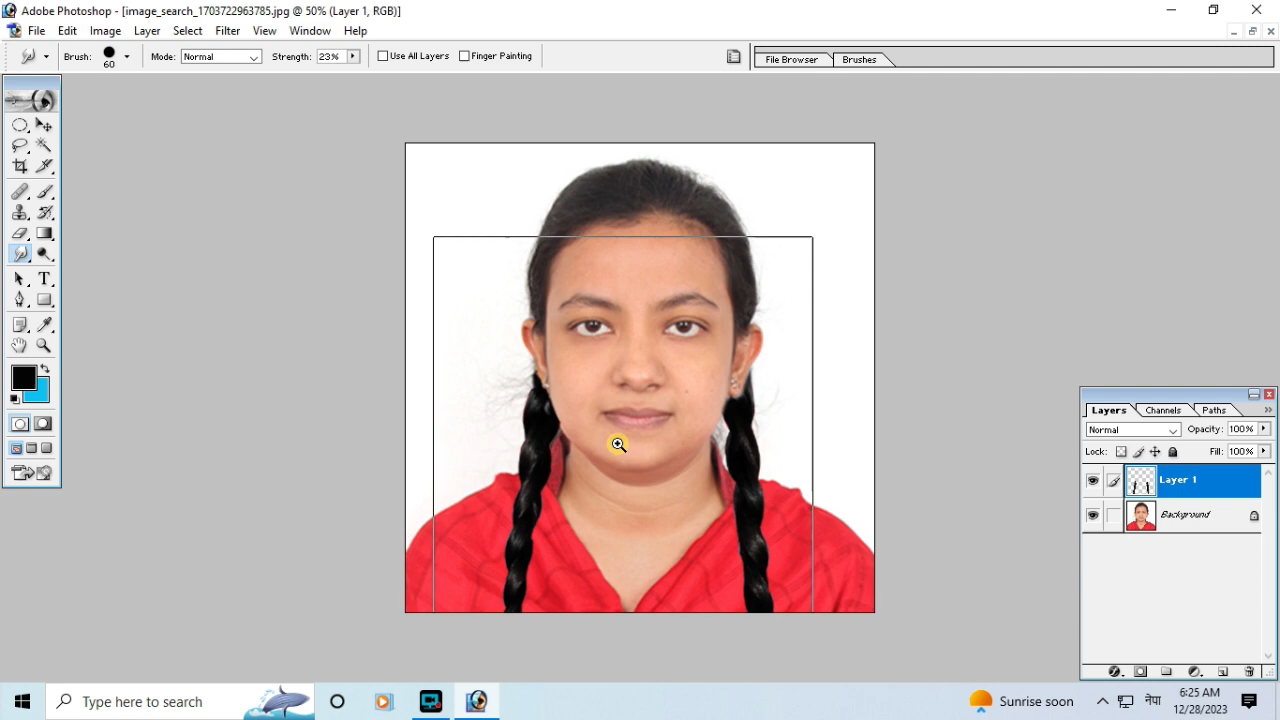 Adobe Photoshop - [image_search_1703722963785.jpg @ 50% (Layer 1, RGB)]
File Edit Image Layer Select Filter View Window Help
Brush: 60 Mode: Normal Strength: 23% Use All Layers Finger Painting File Browser Brushes
T
Layers Channels Paths
Normal Opacity: 100%
Lock: Fill: 100%
Layer 1
Background
Type here to search
Sunrise soon
नेपा
6:25 AM
12/28/2023